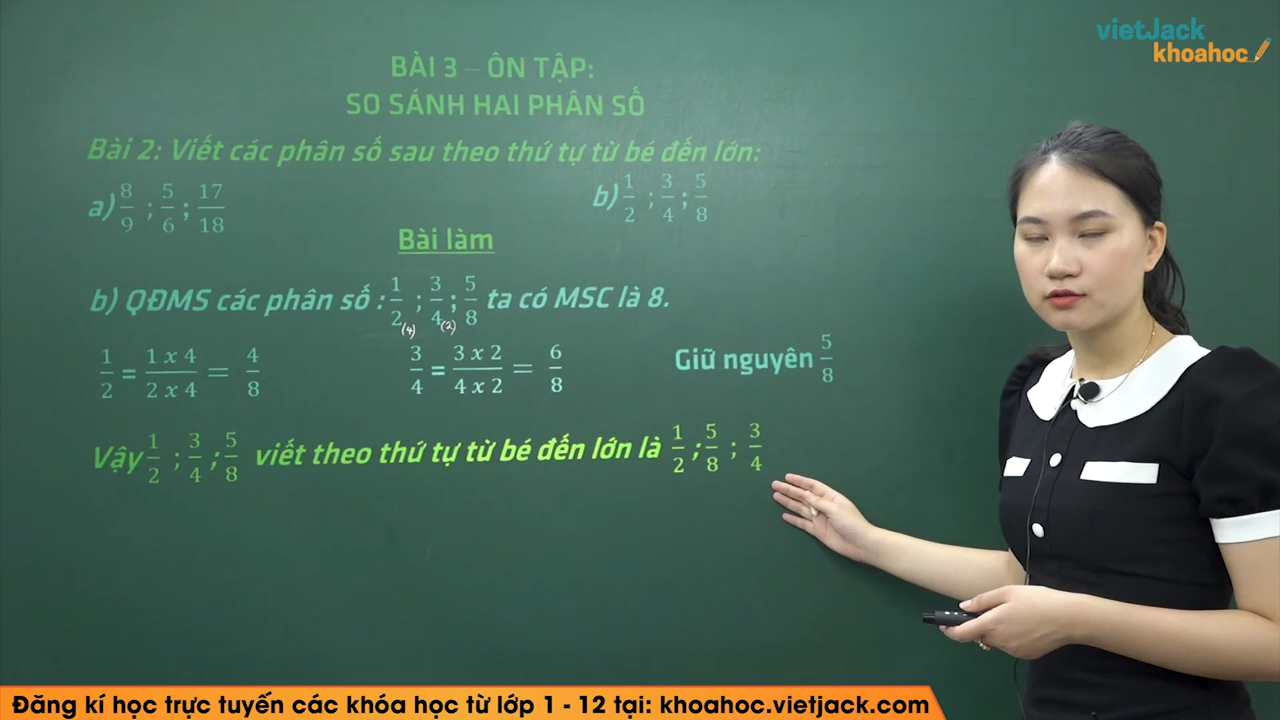 vietJack
khoahoc
BÀI 3 – ÔN TẬP:
SO SÁNH HAI PHÂN SỐ
Bài 2: Viết các phân số sau theo thứ tự từ bé đến lớn:
a) 8/9 ; 5/6 ; 17/18 b) 1/2 ; 3/4 ; 5/8
Bài làm
b) QĐMS các phân số : 1/2 ; 3/4 ; 5/8 ta có MSC là 8.
(4) (2)
1/2 = 1 x 4/2 x 4 = 4/8 3/4 = 3 x 2/4 x 2 = 6/8 Giữ nguyên 5/8
Vậy 1/2 ; 3/4 ; 5/8 viết theo thứ tự từ bé đến lớn là 1/2 ; 5/8 ; 3/4
Đăng kí học trực tuyến các khóa học từ lớp 1 - 12 tại: khoahoc.vietjack.com